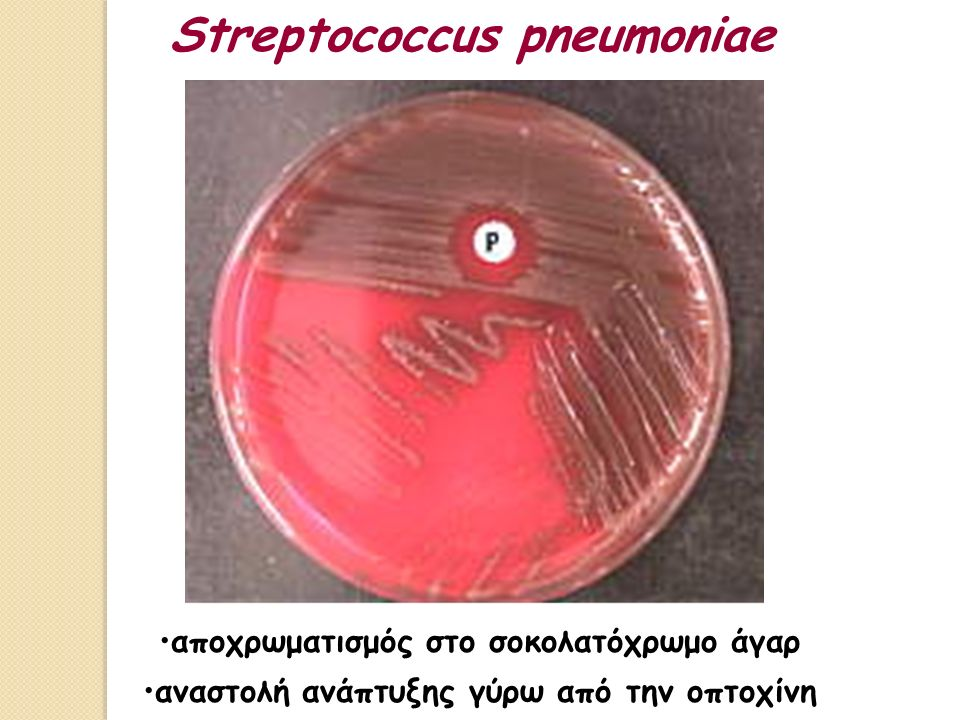 Streptococcus pneumoniae
P
•αποχρωματισμός στο σοκολατόχρωμο άγαρ
•αναστολή ανάπτυξης γύρω από την οπτοχίνη